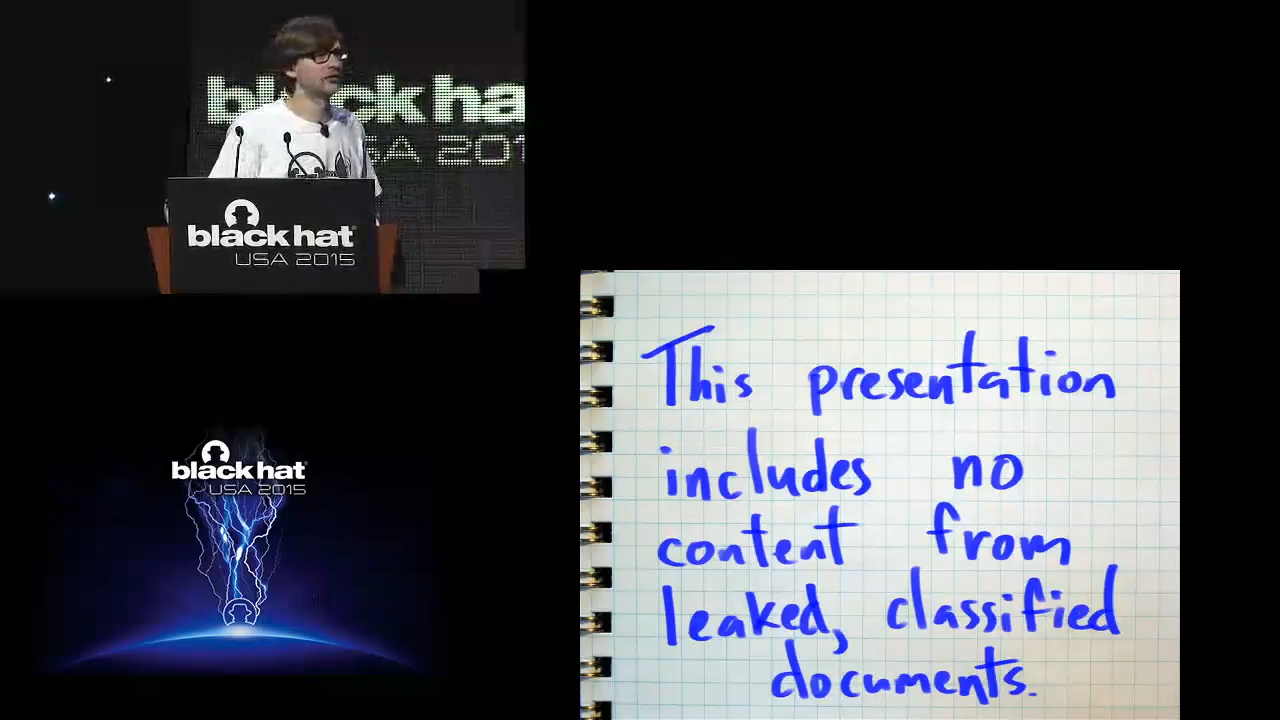 black ha
USA 201
black hat
USA 2015
black hat
USA 2015
This presentation
includes no
content from
leaked, classified
documents.